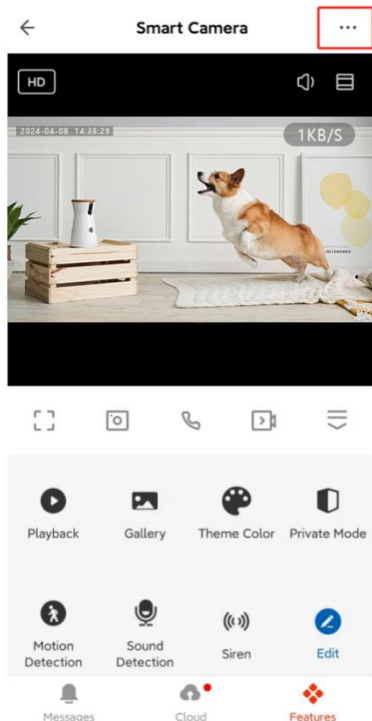 Smart Camera
HD
2024-04-08 14:38:29
1KB/S
Playback
Gallery
Theme Color
Private Mode
Motion
Detection
Sound
Detection
Siren
Edit
Messages
Cloud
Features